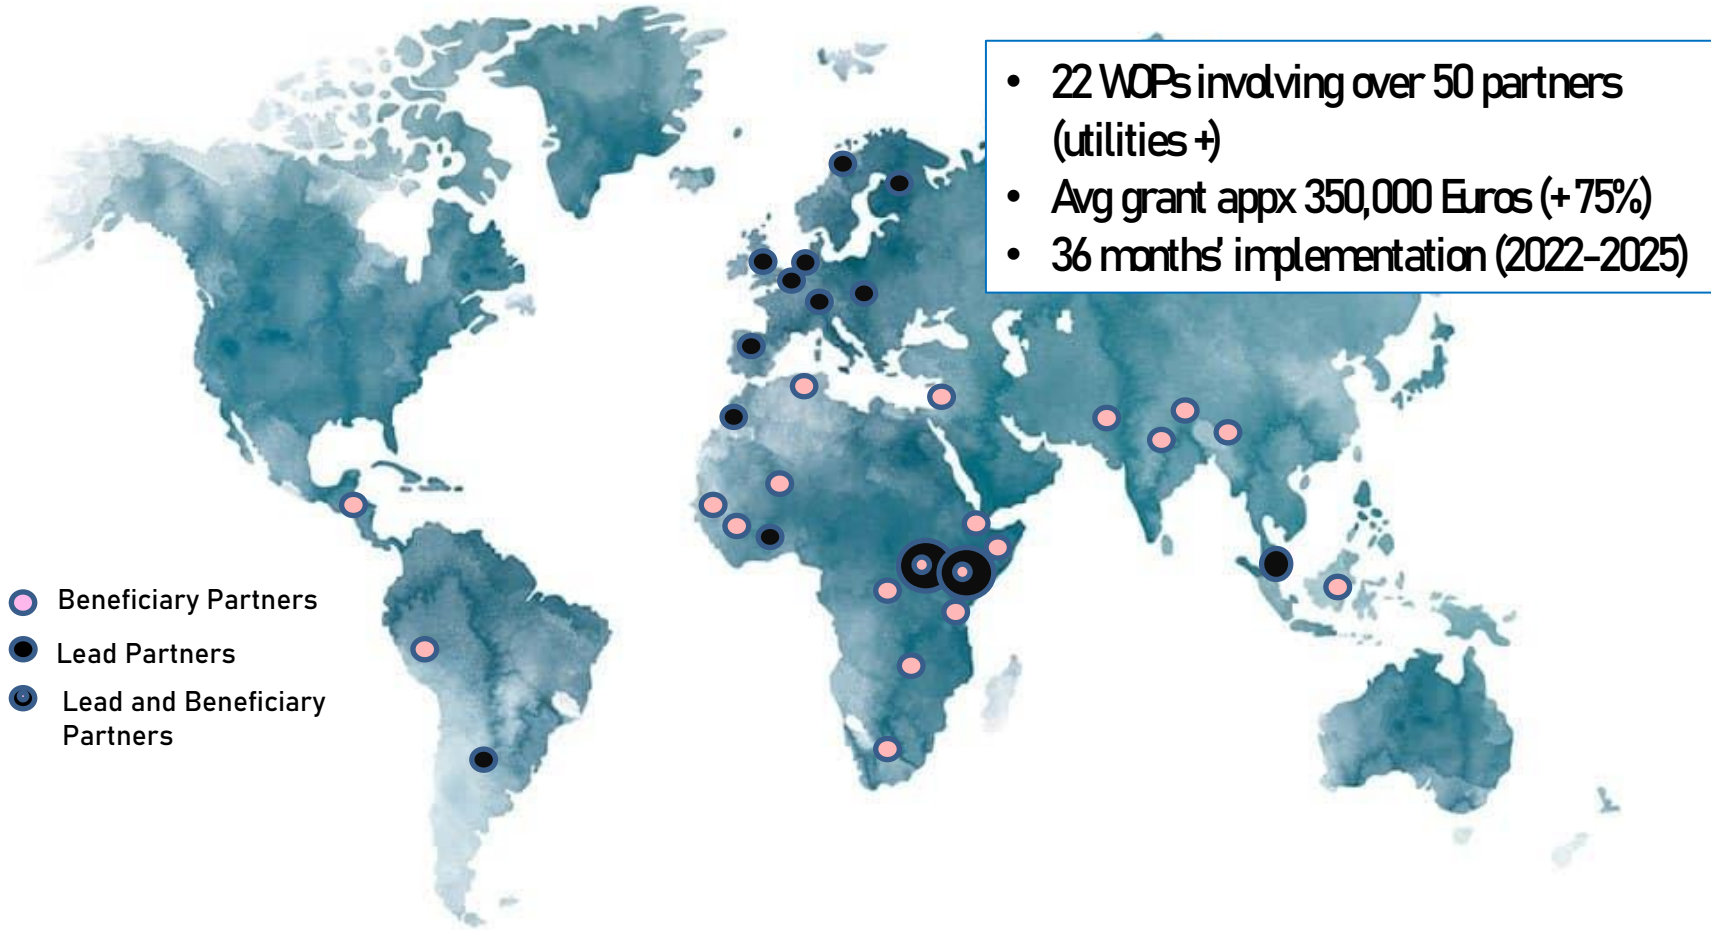 • 22 WOPs involving over 50 partners
(utilities +)
• Avg grant appx 350,000 Euros (+ 75%)
• 36 months' implementation (2022-2025)
Beneficiary Partners
Lead Partners
Lead and Beneficiary
Partners